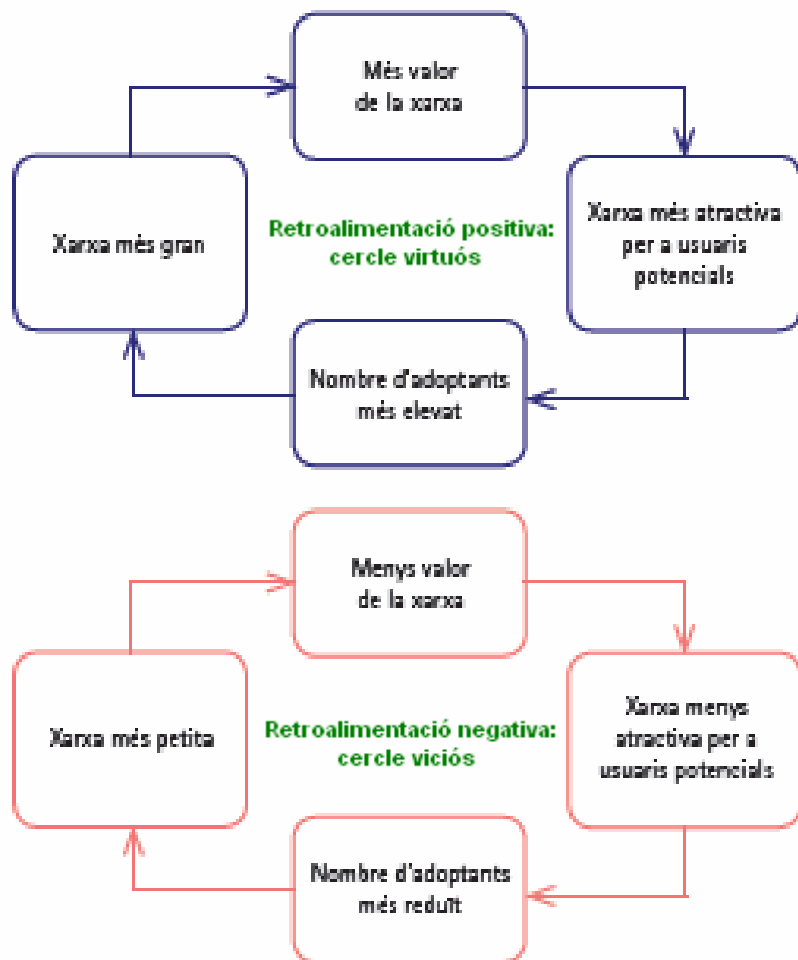 Més valor
de la xarxa
Xarxa més gran
Retroalimentació positiva:
cercle virtuós
Xarxa més atractiva
per a usuaris
potencials
Nombre d'adoptants
més elevat
Menys valor
de la xarxa
Xarxa més petita
Retroalimentació negativa:
cercle viciós
Xarxa menys
atractiva per a
usuaris potencials
Nombre d'adoptants
més reduït